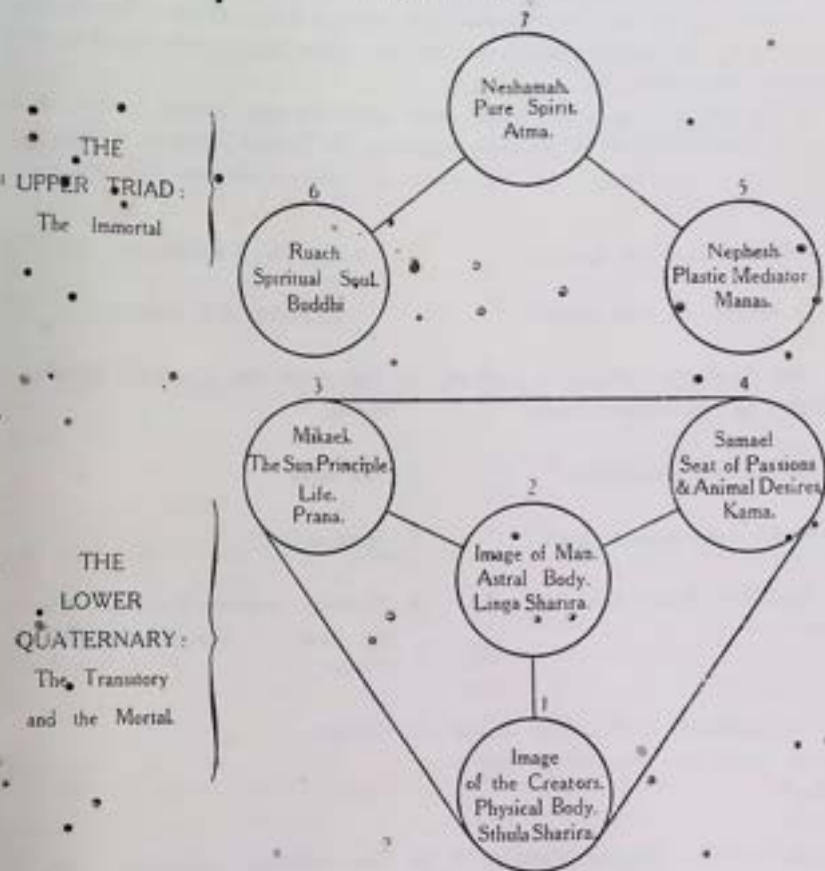 7
Neshamah.
Pure Spirit.
Atma.
THE
UPPER TRIAD:
The Immortal
6
Ruach
Spiritual Soul.
Buddhi
5
Nephesh.
Plastic Mediator
Manas.
3
Mikael.
The Sun Principle.
Life.
Prana.
4
Samael
Seat of Passions
& Animal Desires
Kama.
2
Image of Man.
Astral Body.
Linga Sharira.
THE
LOWER
QUATERNARY:
The Transitory
and the Mortal.
1
Image
of the Creators.
Physical Body.
Sthula Sharira.